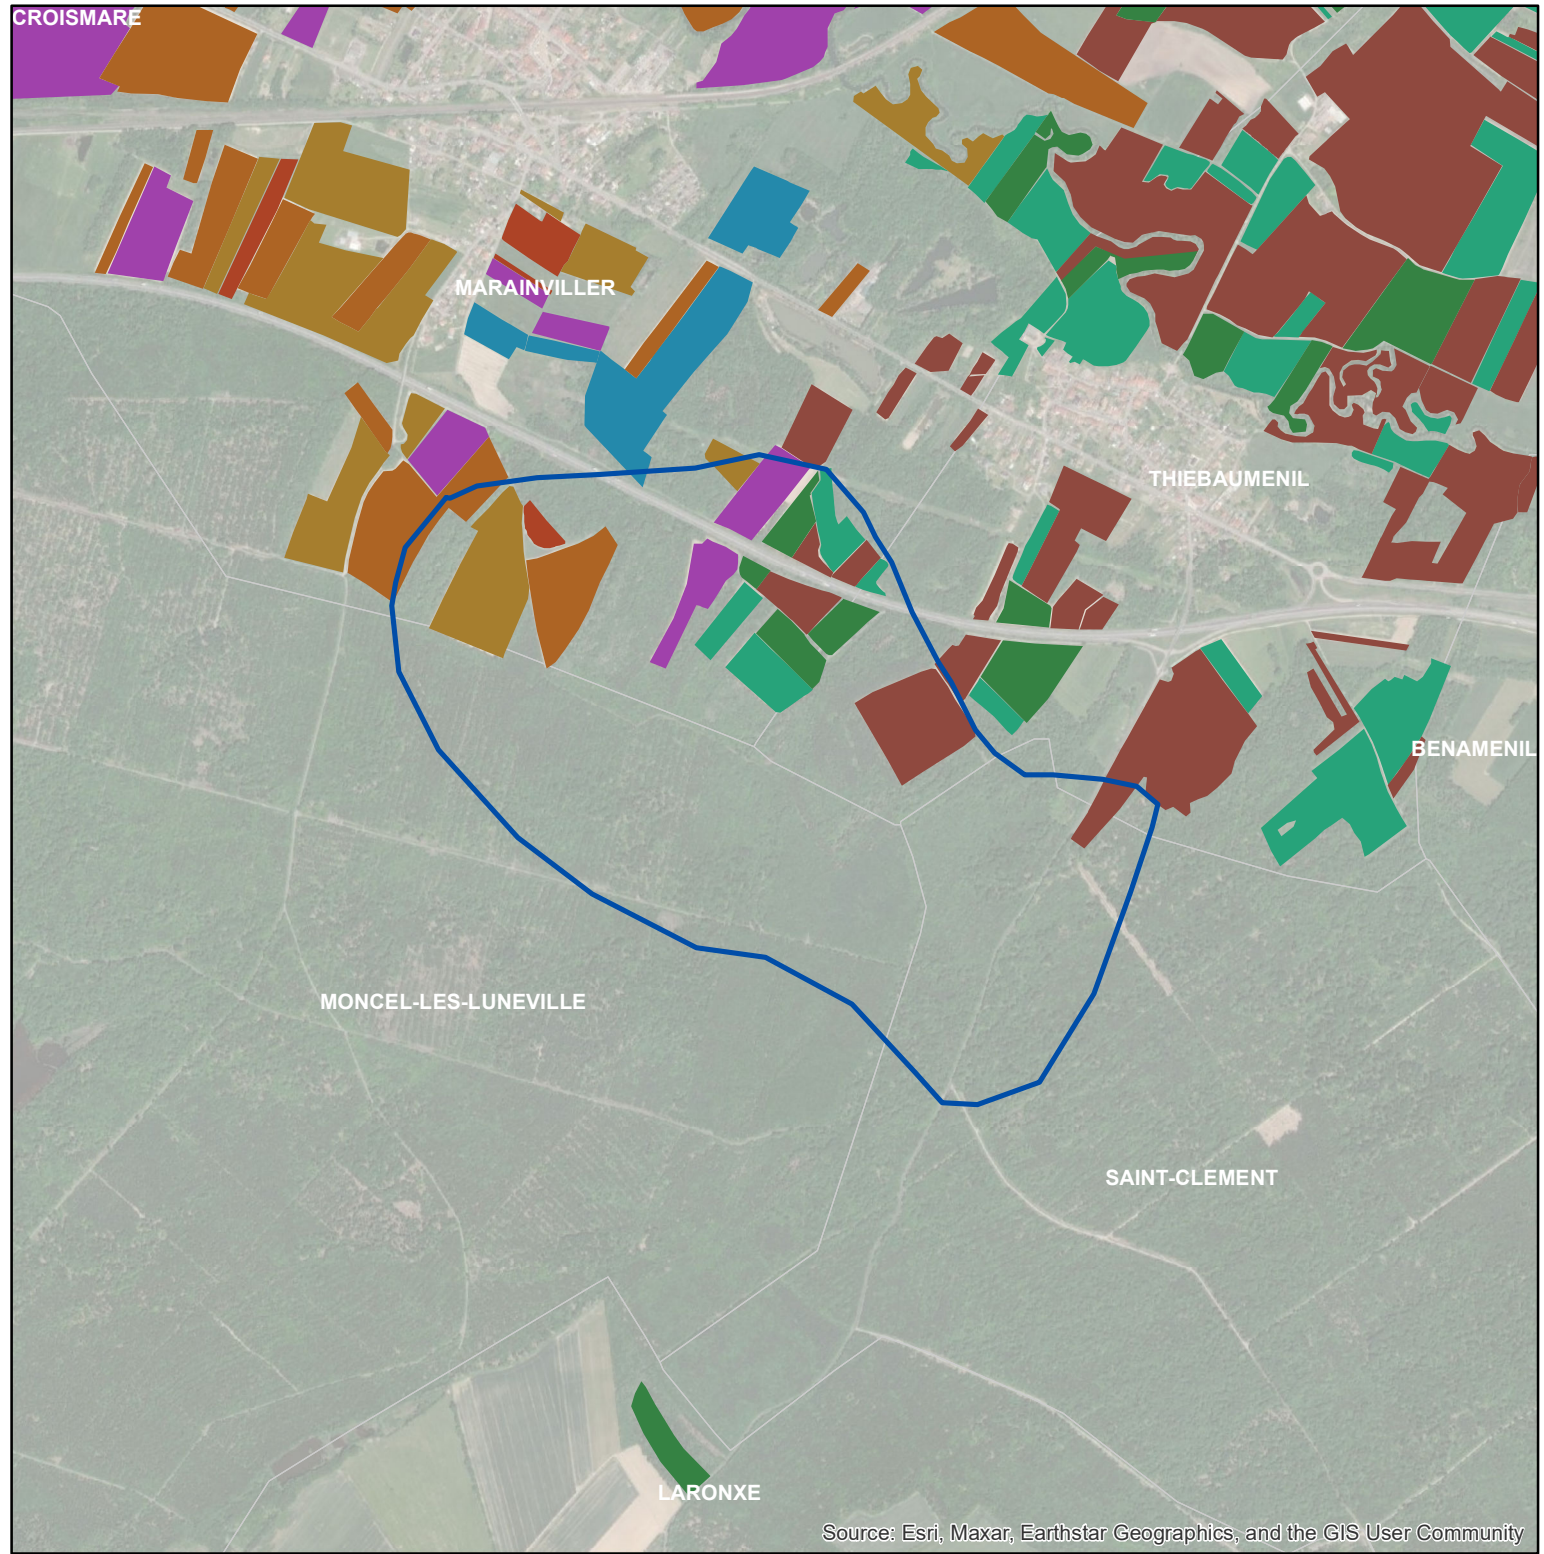 CROISMARE
MARAINVILLER
THIEBAUMENIL
BENAMENIL
MONCEL-LES-LUNEVILLE
SAINT-CLEMENT
LARONXE
Source: Esri, Maxar, Earthstar Geographics, and the GIS User Community